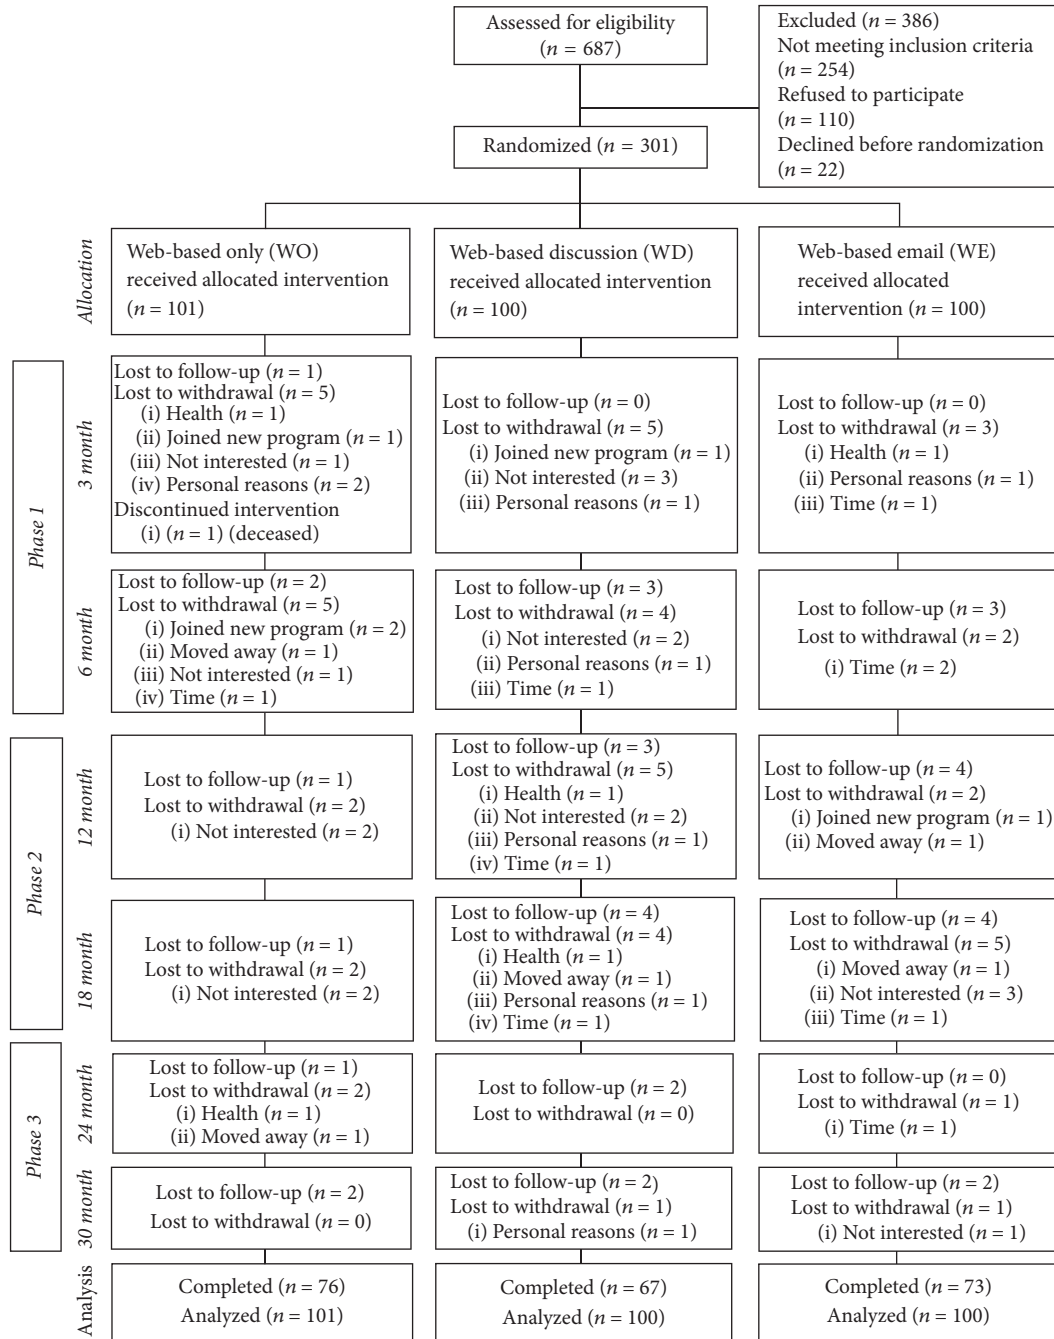 Assessed for eligibility
(n = 687)
Excluded (n = 386)
Not meeting inclusion criteria
(n = 254)
Refused to participate
(n = 110)
Declined before randomization
(n = 22)
Randomized (n = 301)
Allocation
Web-based only (WO)
received allocated intervention
(n = 101)
Web-based discussion (WD)
received allocated intervention
(n = 100)
Web-based email (WE)
received allocated
intervention (n = 100)
Phase 1
3 month
Lost to follow-up (n = 1)
Lost to withdrawal (n = 5)
(i) Health (n = 1)
(ii) Joined new program (n = 1)
(iii) Not interested (n = 1)
(iv) Personal reasons (n = 2)
Discontinued intervention
(i) (n = 1) (deceased)
Lost to follow-up (n = 0)
Lost to withdrawal (n = 5)
(i) Joined new program (n = 1)
(ii) Not interested (n = 3)
(iii) Personal reasons (n = 1)
Lost to follow-up (n = 0)
Lost to withdrawal (n = 3)
(i) Health (n = 1)
(ii) Personal reasons (n = 1)
(iii) Time (n = 1)
6 month
Lost to follow-up (n = 2)
Lost to withdrawal (n = 5)
(i) Joined new program (n = 2)
(ii) Moved away (n = 1)
(iii) Not interested (n = 1)
(iv) Time (n = 1)
Lost to follow-up (n = 3)
Lost to withdrawal (n = 4)
(i) Not interested (n = 2)
(ii) Personal reasons (n = 1)
(iii) Time (n = 1)
Lost to follow-up (n = 3)
Lost to withdrawal (n = 2)
(i) Time (n = 2)
Phase 2
12 month
Lost to follow-up (n = 1)
Lost to withdrawal (n = 2)
(i) Not interested (n = 2)
Lost to follow-up (n = 3)
Lost to withdrawal (n = 5)
(i) Health (n = 1)
(ii) Not interested (n = 2)
(iii) Personal reasons (n = 1)
(iv) Time (n = 1)
Lost to follow-up (n = 4)
Lost to withdrawal (n = 2)
(i) Joined new program (n = 1)
(ii) Moved away (n = 1)
18 month
Lost to follow-up (n = 1)
Lost to withdrawal (n = 2)
(i) Not interested (n = 2)
Lost to follow-up (n = 4)
Lost to withdrawal (n = 4)
(i) Health (n = 1)
(ii) Moved away (n = 1)
(iii) Personal reasons (n = 1)
(iv) Time (n = 1)
Lost to follow-up (n = 4)
Lost to withdrawal (n = 5)
(i) Moved away (n = 1)
(ii) Not interested (n = 3)
(iii) Time (n = 1)
Phase 3
24 month
Lost to follow-up (n = 1)
Lost to withdrawal (n = 2)
(i) Health (n = 1)
(ii) Moved away (n = 1)
Lost to follow-up (n = 2)
Lost to withdrawal (n = 0)
Lost to follow-up (n = 0)
Lost to withdrawal (n = 1)
(i) Time (n = 1)
30 month
Lost to follow-up (n = 2)
Lost to withdrawal (n = 0)
Lost to follow-up (n = 2)
Lost to withdrawal (n = 1)
(i) Personal reasons (n = 1)
Lost to follow-up (n = 2)
Lost to withdrawal (n = 1)
(i) Not interested (n = 1)
Analysis
Completed (n = 76)
Analyzed (n = 101)
Completed (n = 67)
Analyzed (n = 100)
Completed (n = 73)
Analyzed (n = 100)